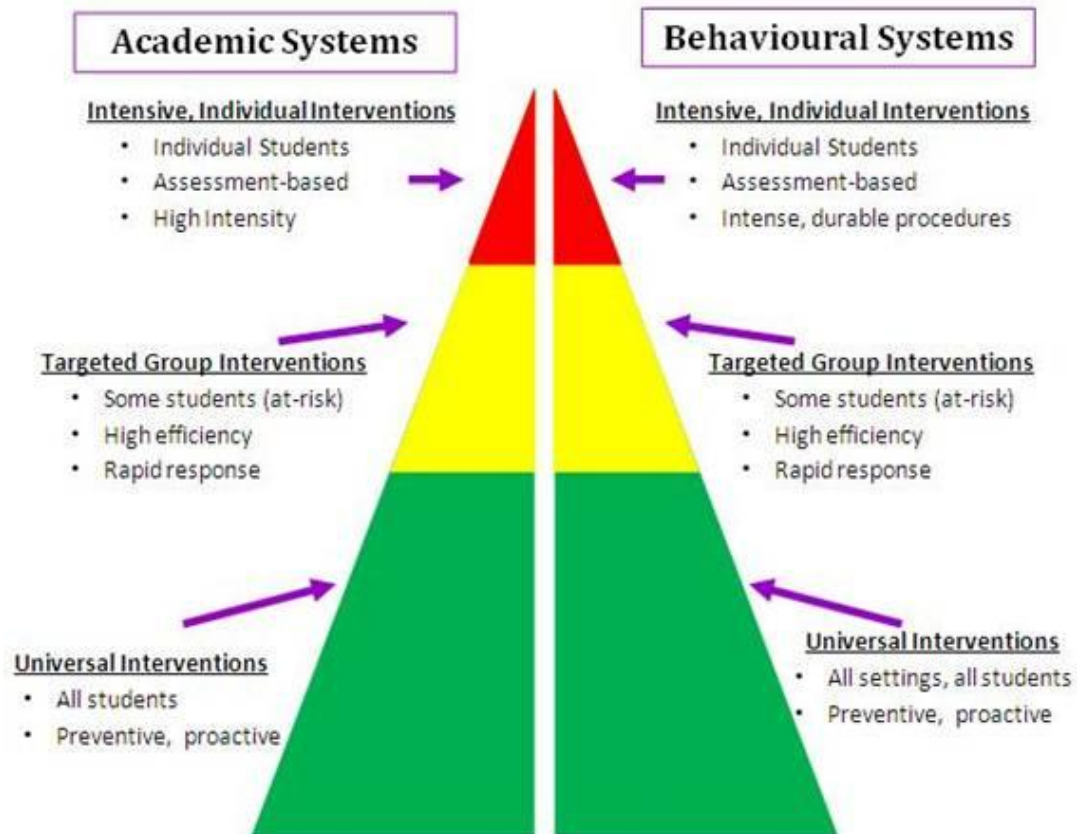 Academic Systems
Intensive, Individual Interventions
• Individual Students
• Assessment-based
• High Intensity
Targeted Group Interventions
• Some students (at-risk)
• High efficiency
• Rapid response
Universal Interventions
• All students
• Preventive, proactive
Behavioural Systems
Intensive, Individual Interventions
• Individual Students
• Assessment-based
• Intense, durable procedures
Targeted Group Interventions
• Some students (at-risk)
• High efficiency
• Rapid response
Universal Interventions
• All settings, all students
• Preventive, proactive